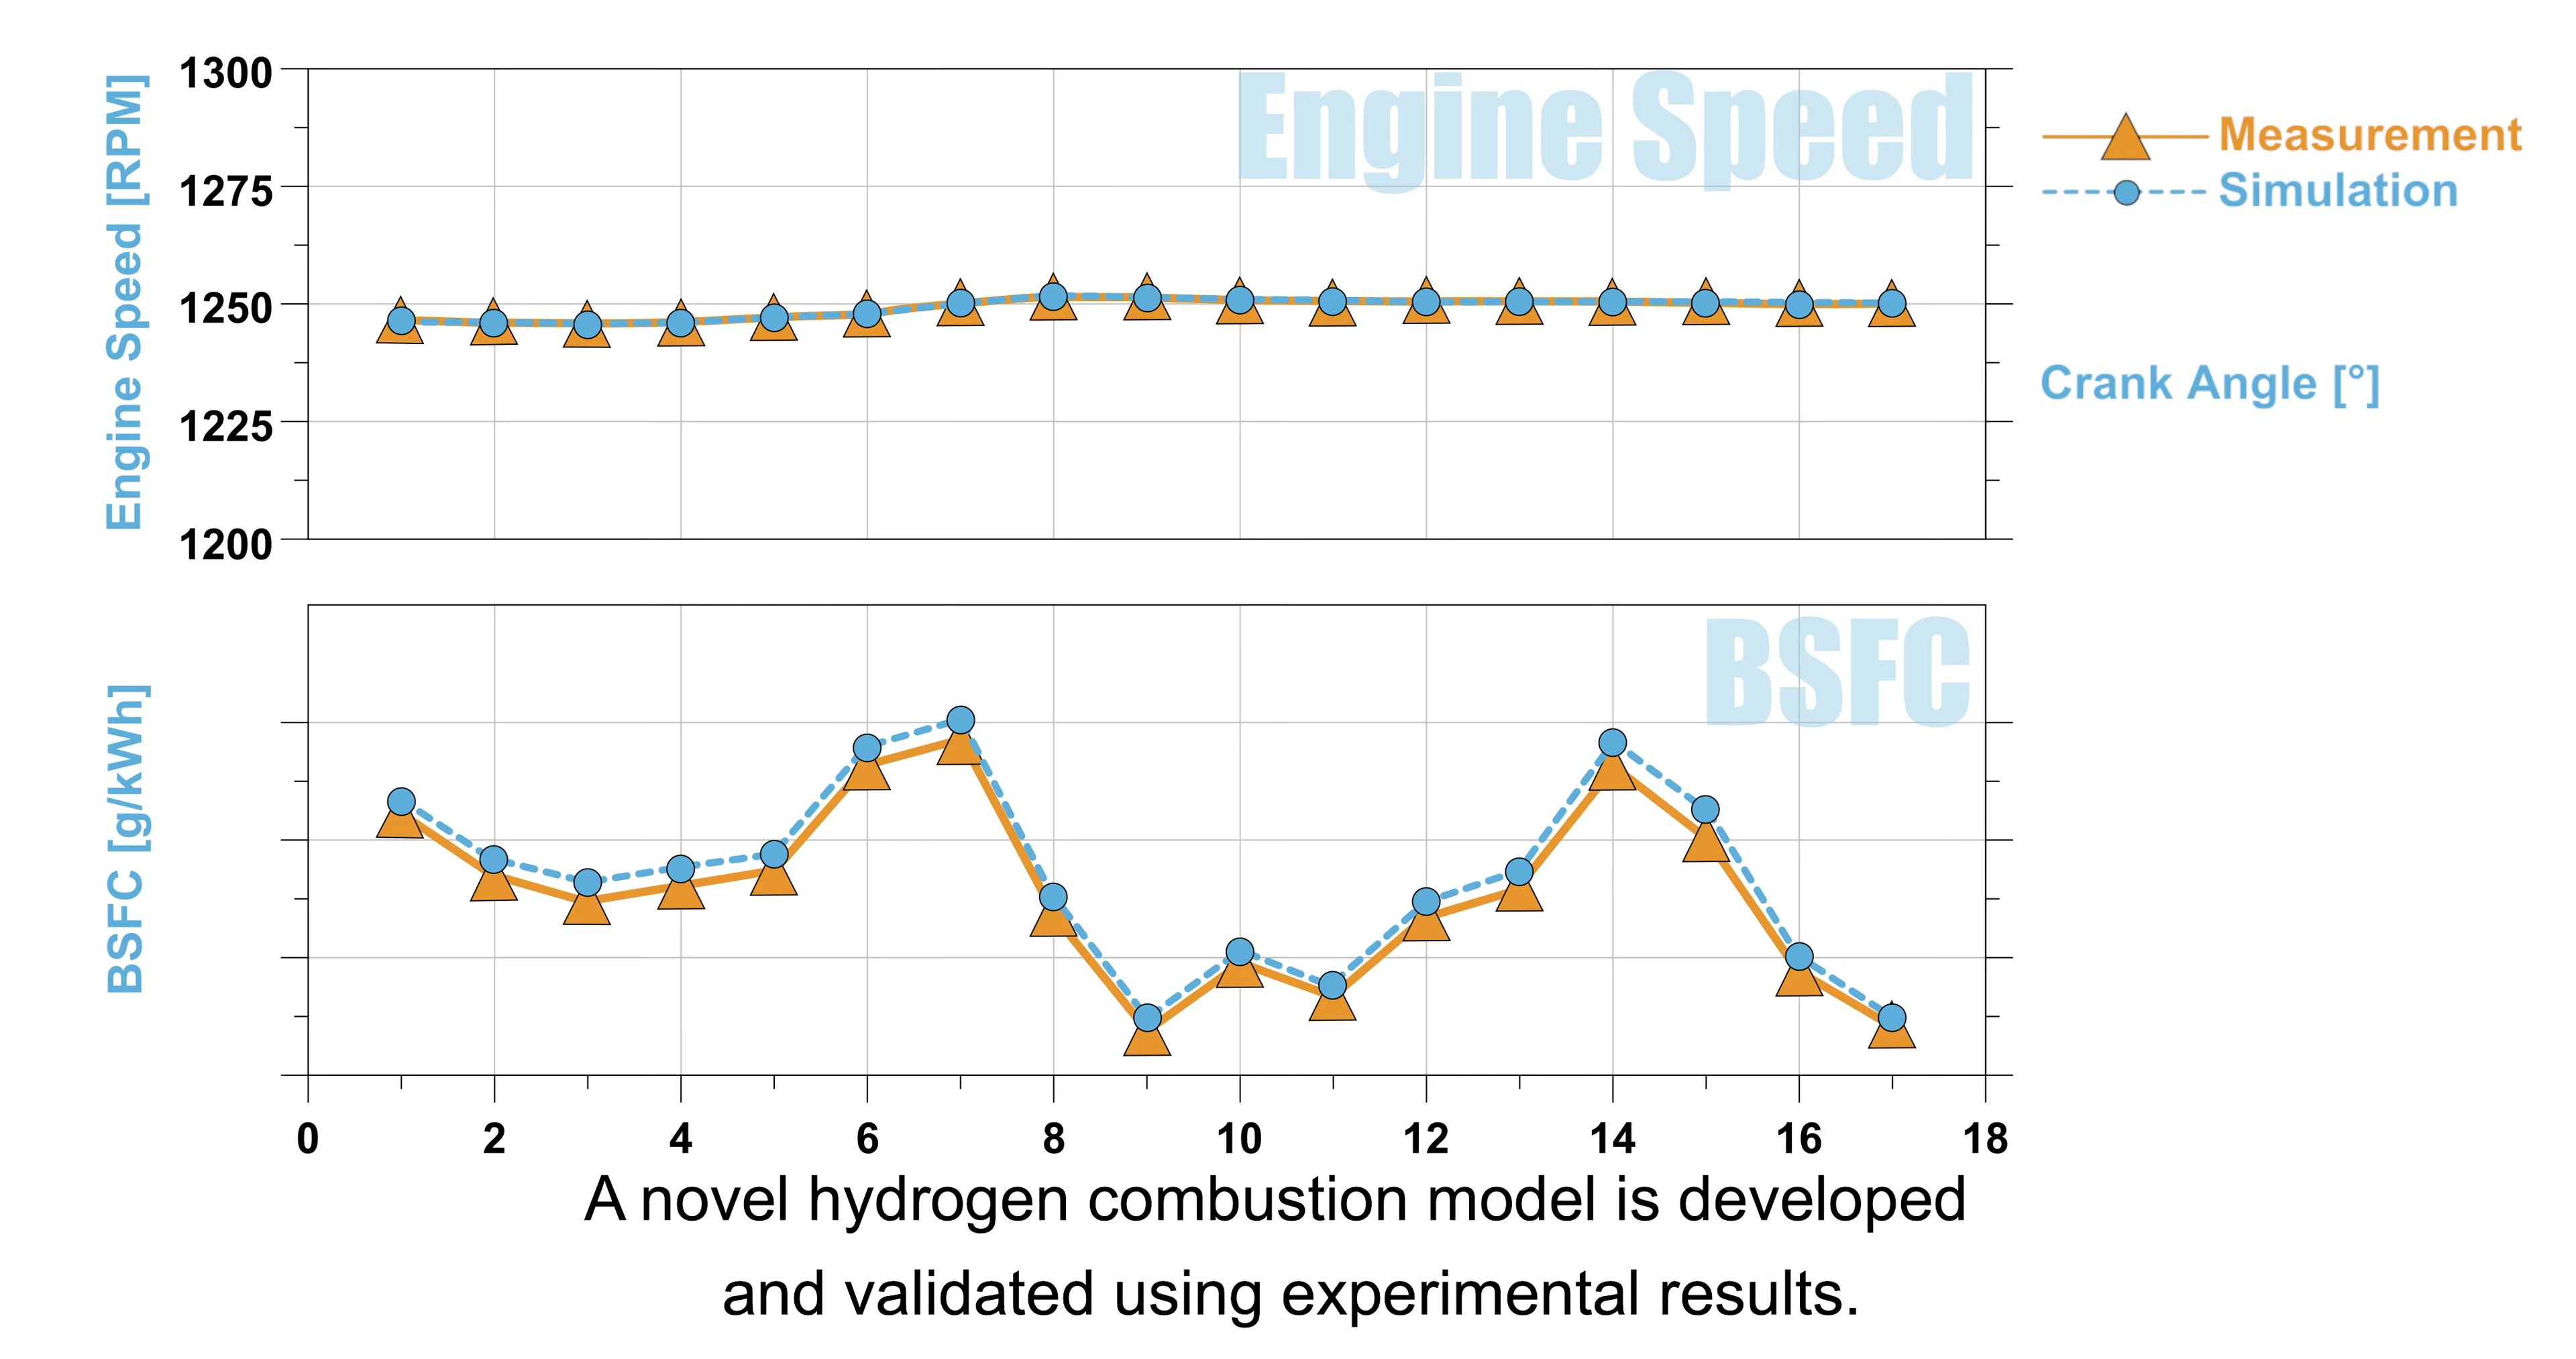 Engine Speed [RPM]
1300
1275
1250
1225
1200
Engine Speed
Measurement
Simulation
Crank Angle [°]
BSFC [g/kWh]
BSFC
0 2 4 6 8 10 12 14 16 18
A novel hydrogen combustion model is developed
and validated using experimental results.